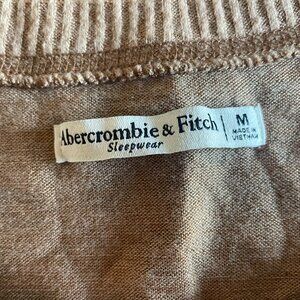 Abercrombie & Fitch
Sleepwear
M
MADE IN
VIETNAM